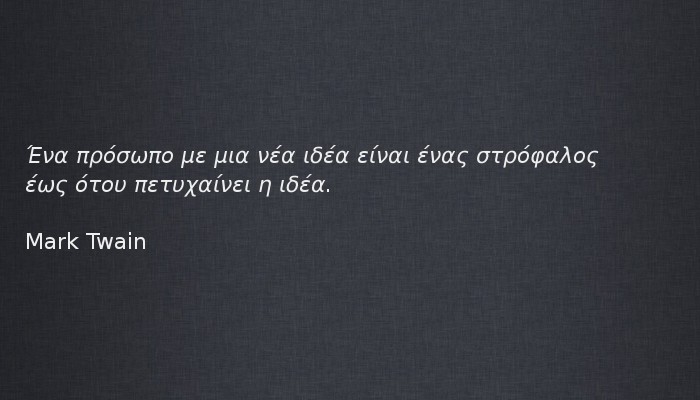 Ένα πρόσωπο με μια νέα ιδέα είναι ένας στρόφαλος
έως ότου πετυχαίνει η ιδέα.
Mark Twain